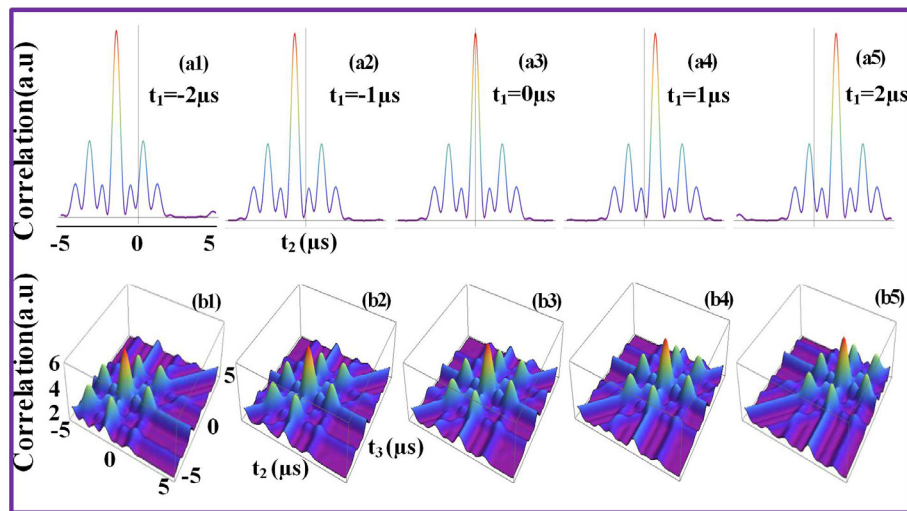 Correlation(a.u)
(a1)
t₁=-2μs
(a2)
t₁=-1μs
(a3)
t₁=0μs
(a4)
t₁=1μs
(a5)
t₁=2μs
-5
0
5
t₂ (μs)
Correlation(a.u)
(b1)
(b2)
(b3)
(b4)
(b5)
6
4
2
-5
0
5
-5
0
5
t₂ (μs)
t₃ (μs)